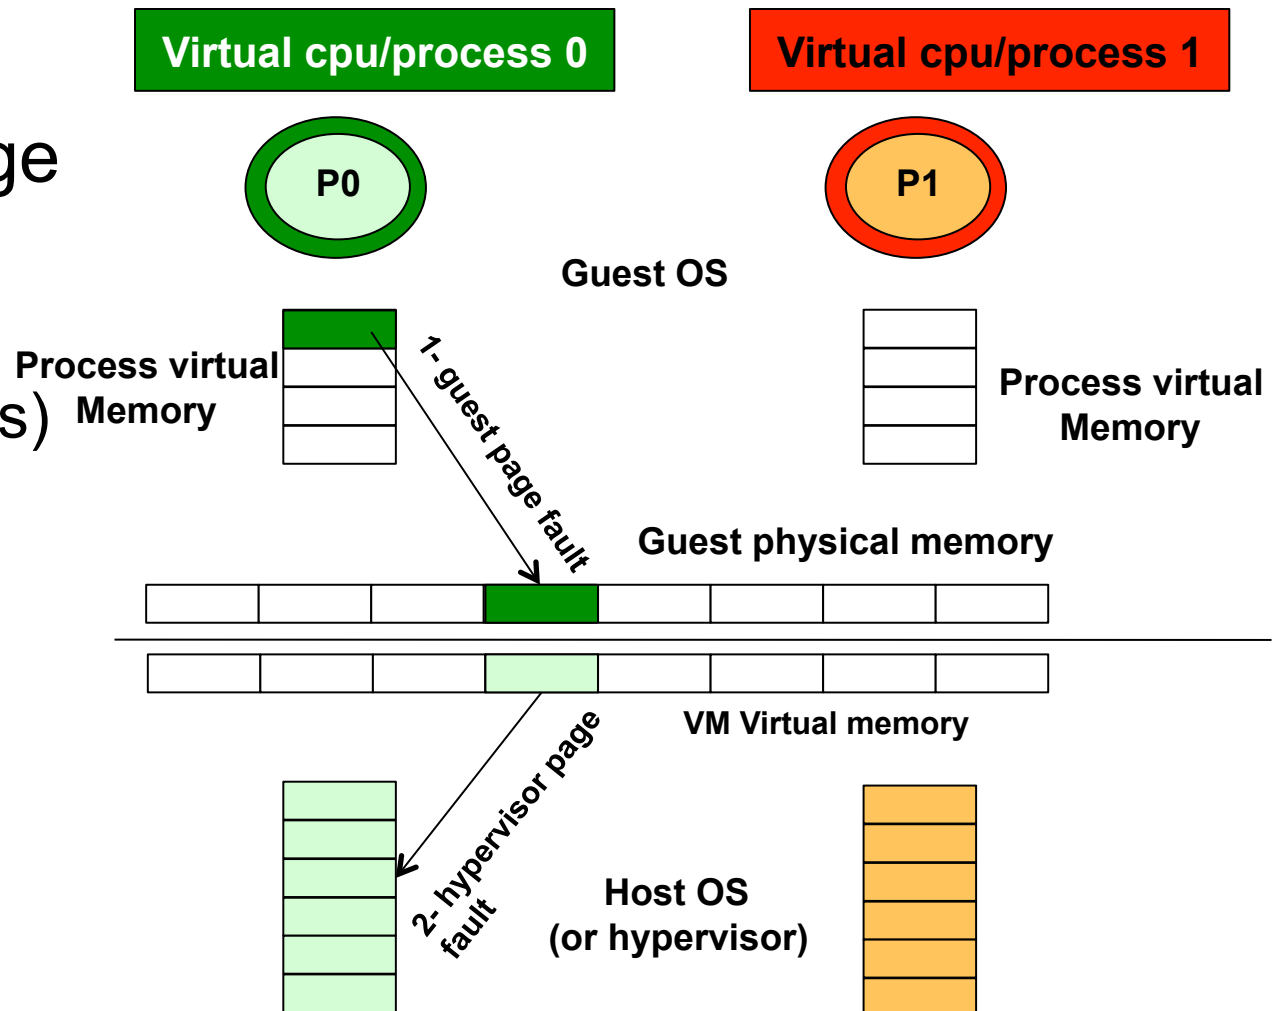 Virtual cpu/process 0
Virtual cpu/process 1
ge
P0
P1
Guest OS
Process virtual
Memory
s)
1- guest page fault
Process virtual
Memory
Guest physical memory
VM Virtual memory
2- hypervisor page
fault
Host OS
(or hypervisor)